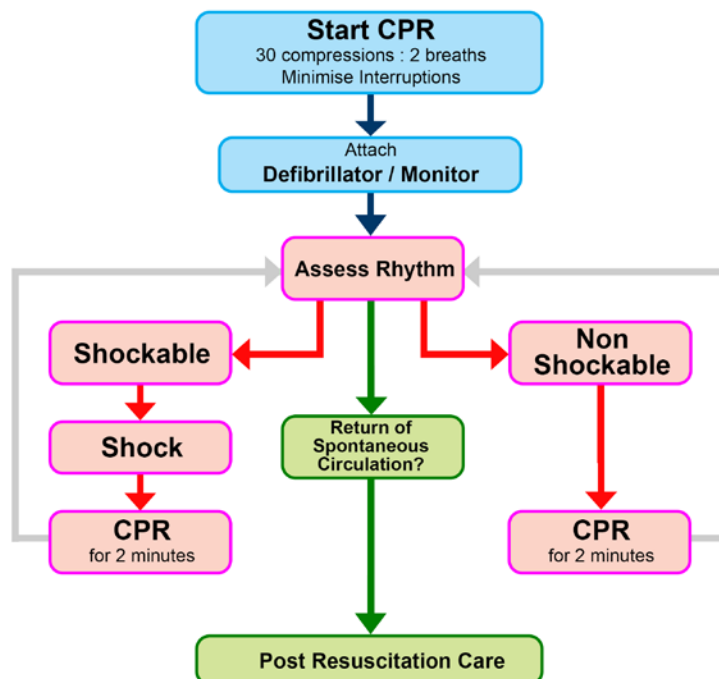 Start CPR
30 compressions : 2 breaths
Minimise Interruptions
Attach
Defibrillator / Monitor
Assess Rhythm
Shockable
Non
Shockable
Shock
Return of
Spontaneous
Circulation?
CPR
for 2 minutes
CPR
for 2 minutes
Post Resuscitation Care